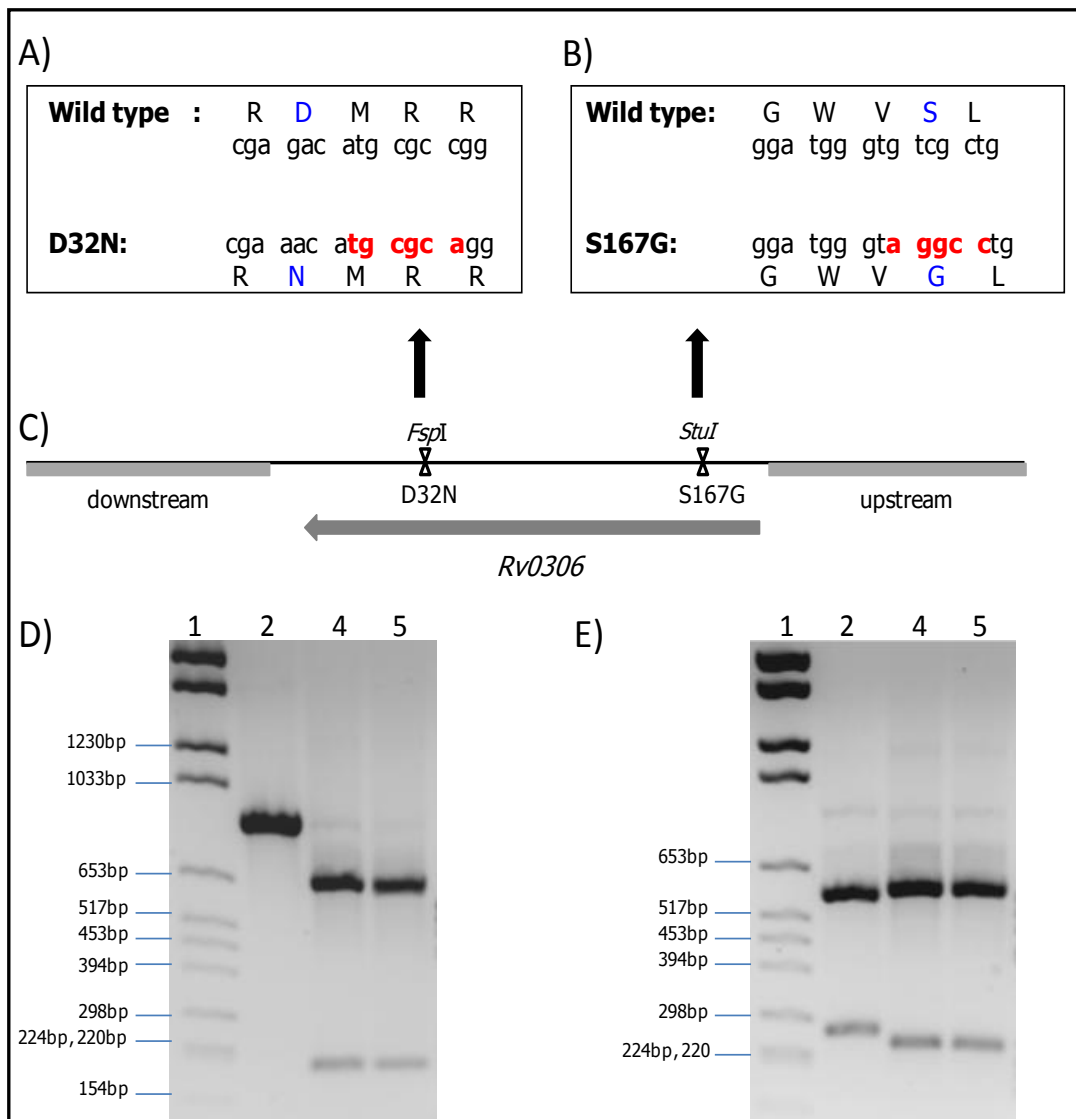 A)
Wild type : R D M R R
cga gac atg cgc cgg
D32N: cga aac atg cgc agg
R N M R R
B)
Wild type: G W V S L
gga tgg gtg tcg ctg
S167G: gga tgg gta ggc ctg
G W V G L
C)
FspI StuI
downstream D32N S167G upstream
Rv0306
D)
1 2 4 5
1230bp
1033bp
653bp
517bp
453bp
394bp
298bp
224bp,220bp
154bp
E)
1 2 4 5
653bp
517bp
453bp
394bp
298bp
224bp,220